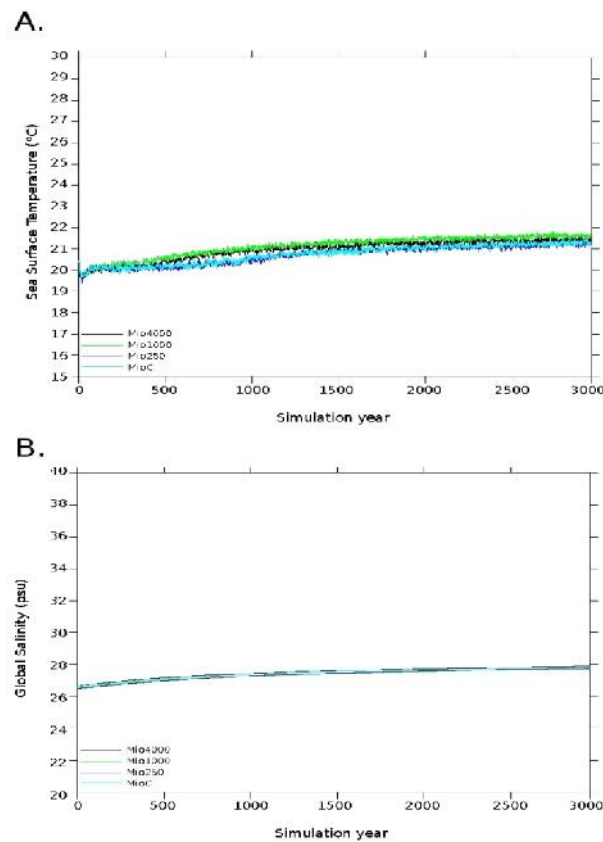 A.
Sea Surface Temperature (°C)
30
29
28
27
26
25
24
23
22
21
20
19
18
17
16
15
Mio4000
Mio1000
Mio250
MioC
0 500 1000 1500 2000 2500 3000
Simulation year
B.
Global Salinity (psu)
40
38
36
34
32
30
28
26
24
22
20
Mio4000
Mio1000
Mio250
MioC
0 500 1000 1500 2000 2500 3000
Simulation year